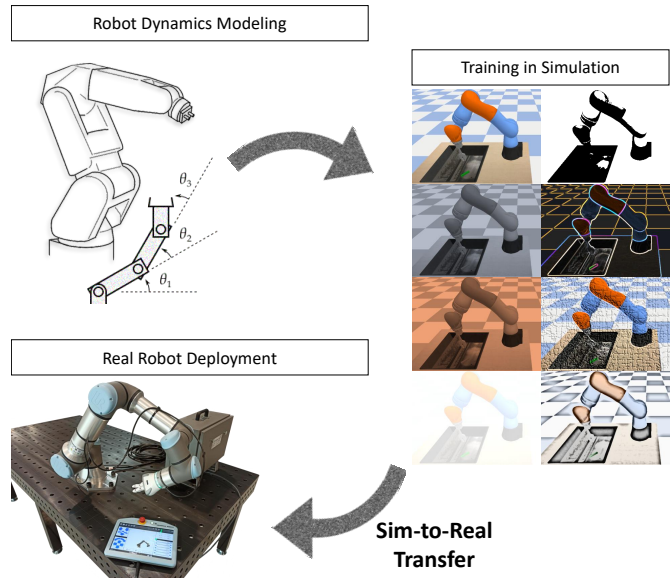 Robot Dynamics Modeling
Training in Simulation
θ3
θ2
θ1
Real Robot Deployment
Sim-to-Real
Transfer